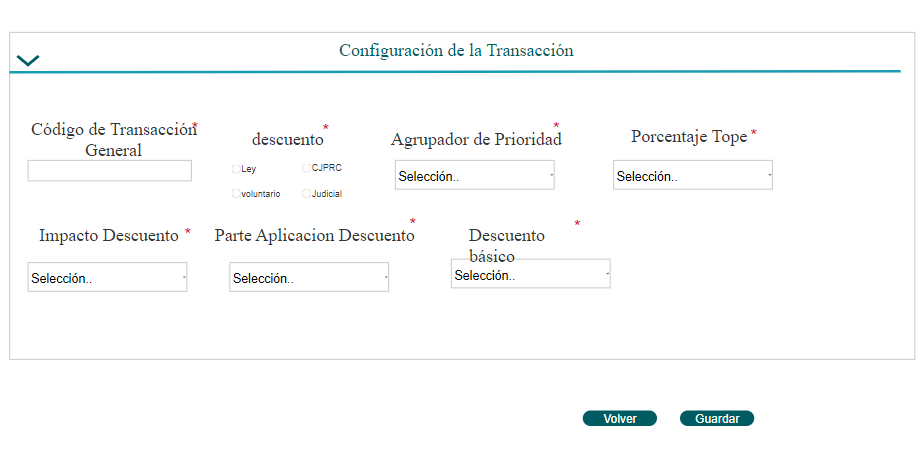 Configuración de la Transacción
Código de Transacción*
General
descuento*
Agrupador de Prioridad*
Porcentaje Tope*
Ley
CJPRC
voluntario
Judicial
Selección..
Selección..
Impacto Descuento *
Parte Aplicacion Descuento*
Descuento *
básico
Selección..
Selección..
Selección..
Volver
Guardar